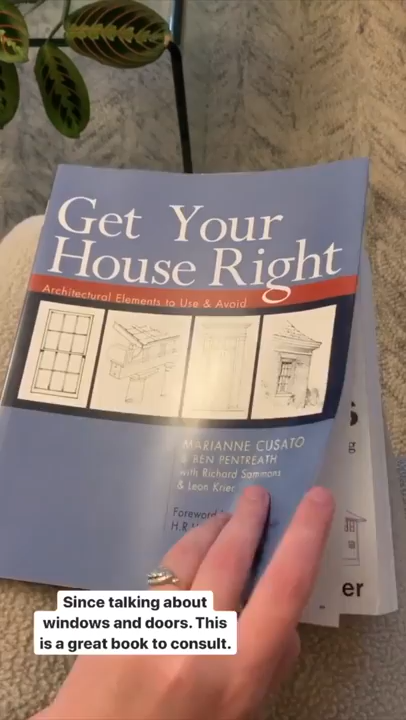 Get Your
House Right
Architectural Elements to Use & Avoid
MARIANNE CUSATO
& BEN PENTREATH
with Richard Sammons
& Leon Krier
Foreword
H.R.
g
er
Since talking about
windows and doors. This
is a great book to consult.